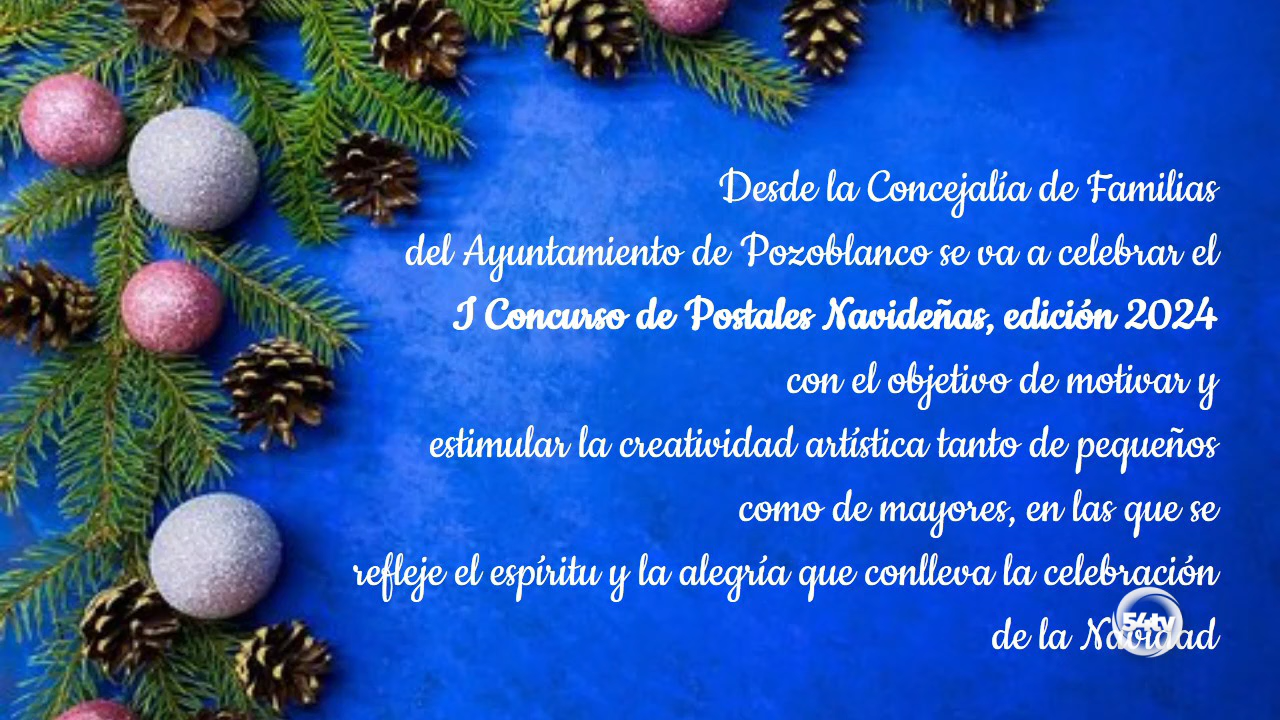 Desde la Concejalía de Familias
del Ayuntamiento de Pozoblanco se va a celebrar el
I Concurso de Postales Navideñas, edición 2024
con el objetivo de motivar y
estimular la creatividad artística tanto de pequeños
como de mayores, en las que se
refleje el espíritu y la alegría que conlleva la celebración
de la Navidad
54tv